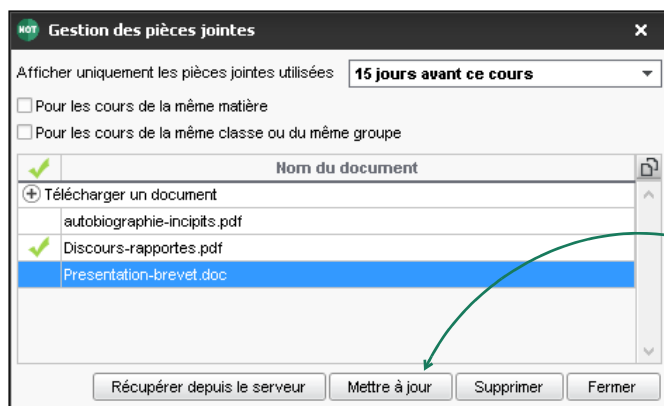 NOT Gestion des pièces jointes
Afficher uniquement les pièces jointes utilisées 15 jours avant ce cours
Pour les cours de la même matière
Pour les cours de la même classe ou du même groupe
Nom du document
Télécharger un document
autobiographie-incipits.pdf
Discours-rapportes.pdf
Presentation-brevet.doc
Récupérer depuis le serveur Mettre à jour Supprimer Fermer